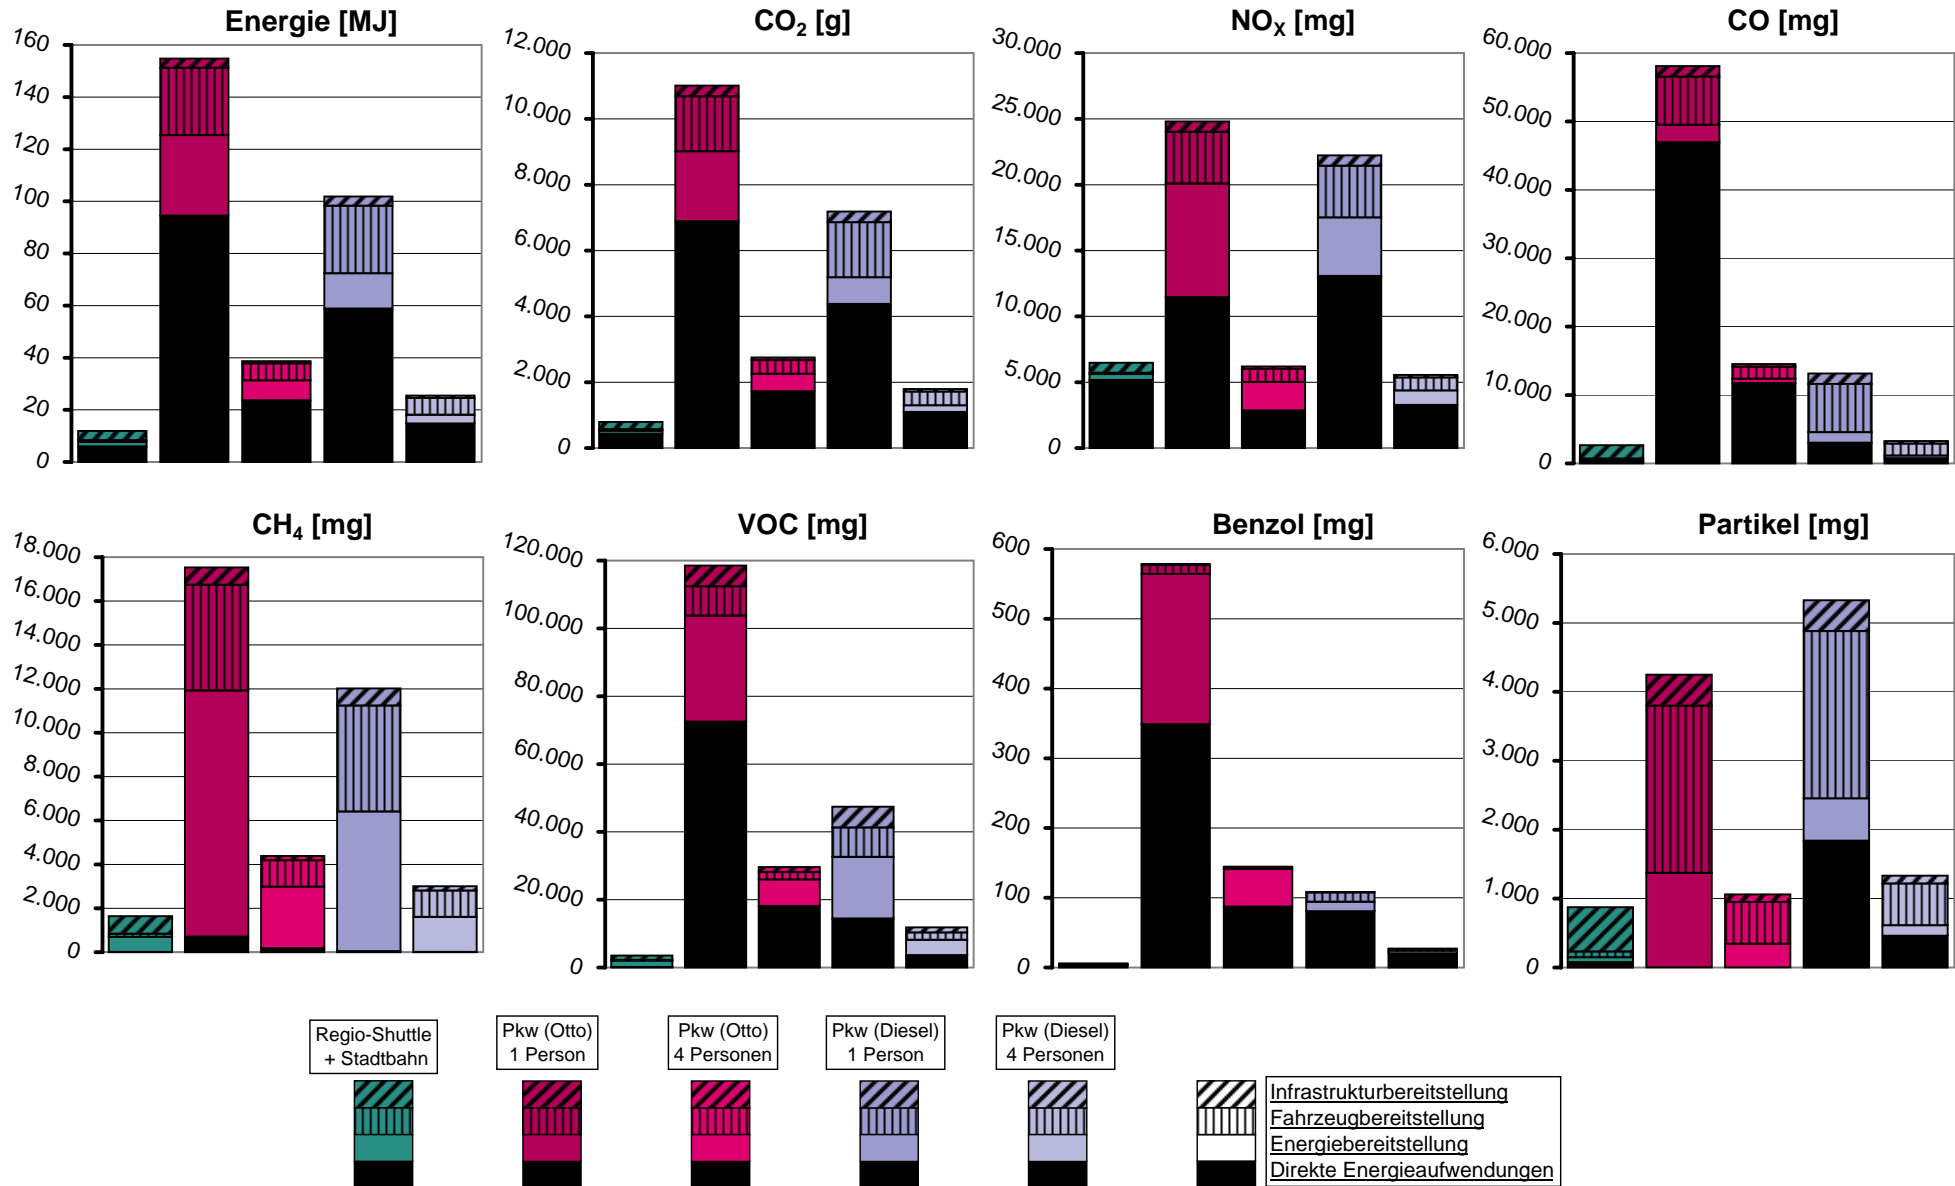 Energie [MJ]
160
140
120
100
80
60
40
20
0
CO₂ [g]
12.000
10.000
8.000
6.000
4.000
2.000
0
NOₓ [mg]
30.000
25.000
20.000
15.000
10.000
5.000
0
CO [mg]
60.000
50.000
40.000
30.000
20.000
10.000
0
CH₄ [mg]
18.000
16.000
14.000
12.000
10.000
8.000
6.000
4.000
2.000
0
VOC [mg]
120.000
100.000
80.000
60.000
40.000
20.000
0
Benzol [mg]
600
500
400
300
200
100
0
Partikel [mg]
6.000
5.000
4.000
3.000
2.000
1.000
0
Regio-Shuttle
+ Stadtbahn
Pkw (Otto)
1 Person
Pkw (Otto)
4 Personen
Pkw (Diesel)
1 Person
Pkw (Diesel)
4 Personen
Infrastrukturbereitstellung
Fahrzeugbereitstellung
Energiebereitstellung
Direkte Energieaufwendungen